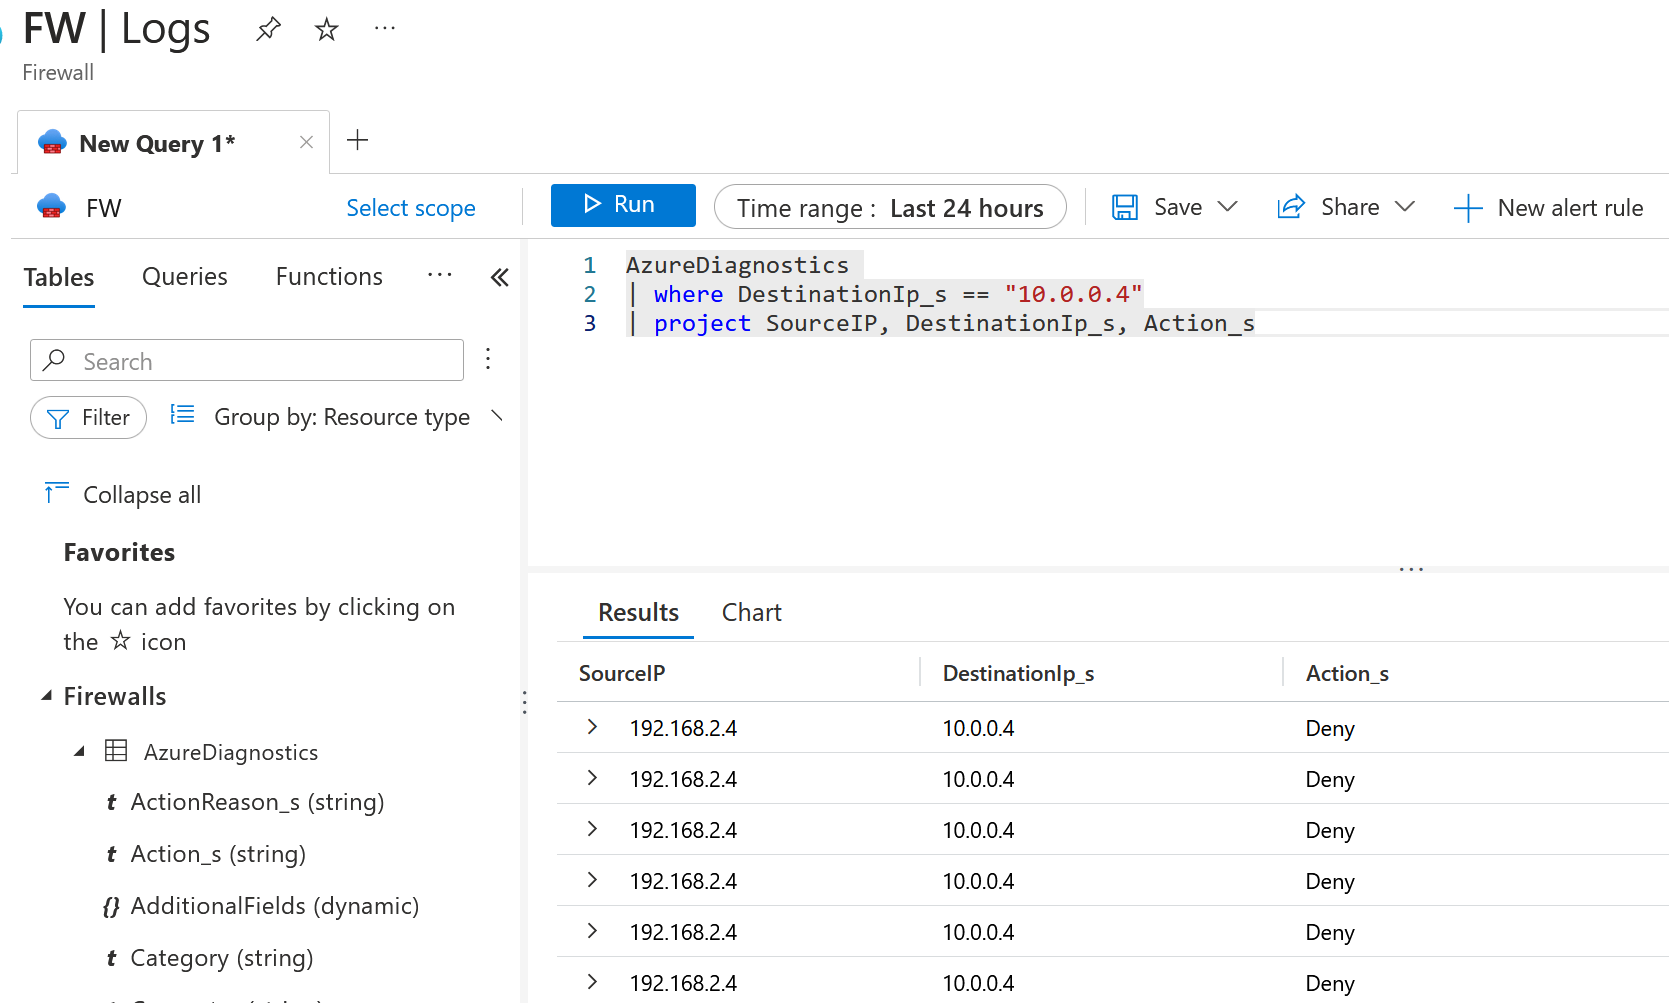 FW | Logs
Firewall
New Query 1*
FW
Select scope
Run
Time range : Last 24 hours
Save
Share
New alert rule
Tables
Queries
Functions
1 AzureDiagnostics
2 | where DestinationIp_s == "10.0.0.4"
3 | project SourceIP, DestinationIp_s, Action_s
Search
Filter
Group by: Resource type
Collapse all
Favorites
You can add favorites by clicking on
the ☆ icon
Firewalls
AzureDiagnostics
t ActionReason_s (string)
t Action_s (string)
{} AdditionalFields (dynamic)
t Category (string)
Results
Chart
SourceIP DestinationIp_s Action_s
192.168.2.4 10.0.0.4 Deny
192.168.2.4 10.0.0.4 Deny
192.168.2.4 10.0.0.4 Deny
192.168.2.4 10.0.0.4 Deny
192.168.2.4 10.0.0.4 Deny
192.168.2.4 10.0.0.4 Deny